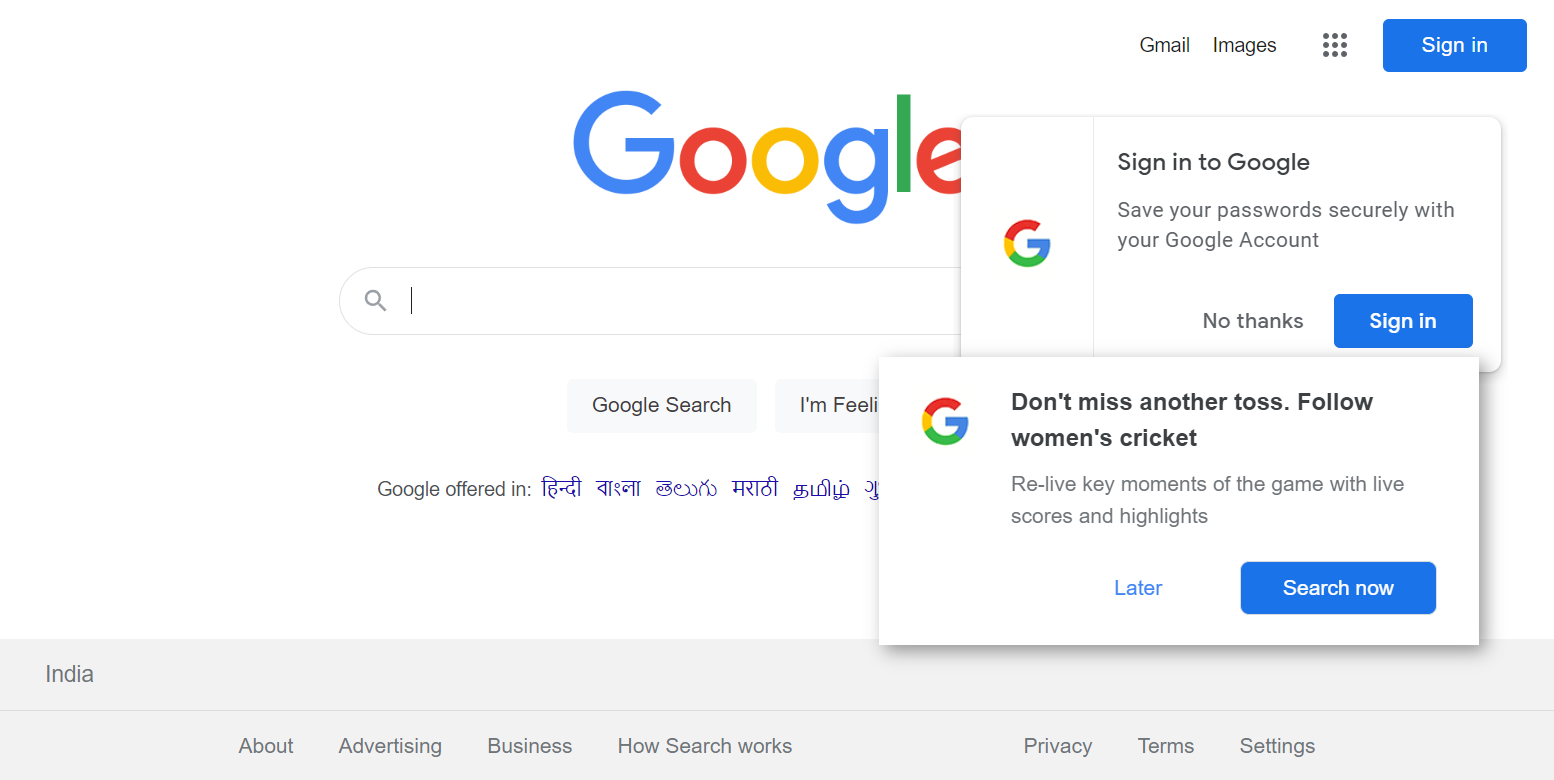 Gmail Images
Sign in
Google
Sign in to Google
Save your passwords securely with
your Google Account
No thanks
Sign in
Google Search
I'm Feeli
Don't miss another toss. Follow
women's cricket
Re-live key moments of the game with live
scores and highlights
Later
Search now
Google offered in: हिन्दी বাংলা తెలుగు मराठी தமிழ்
India
About Advertising Business How Search works Privacy Terms Settings